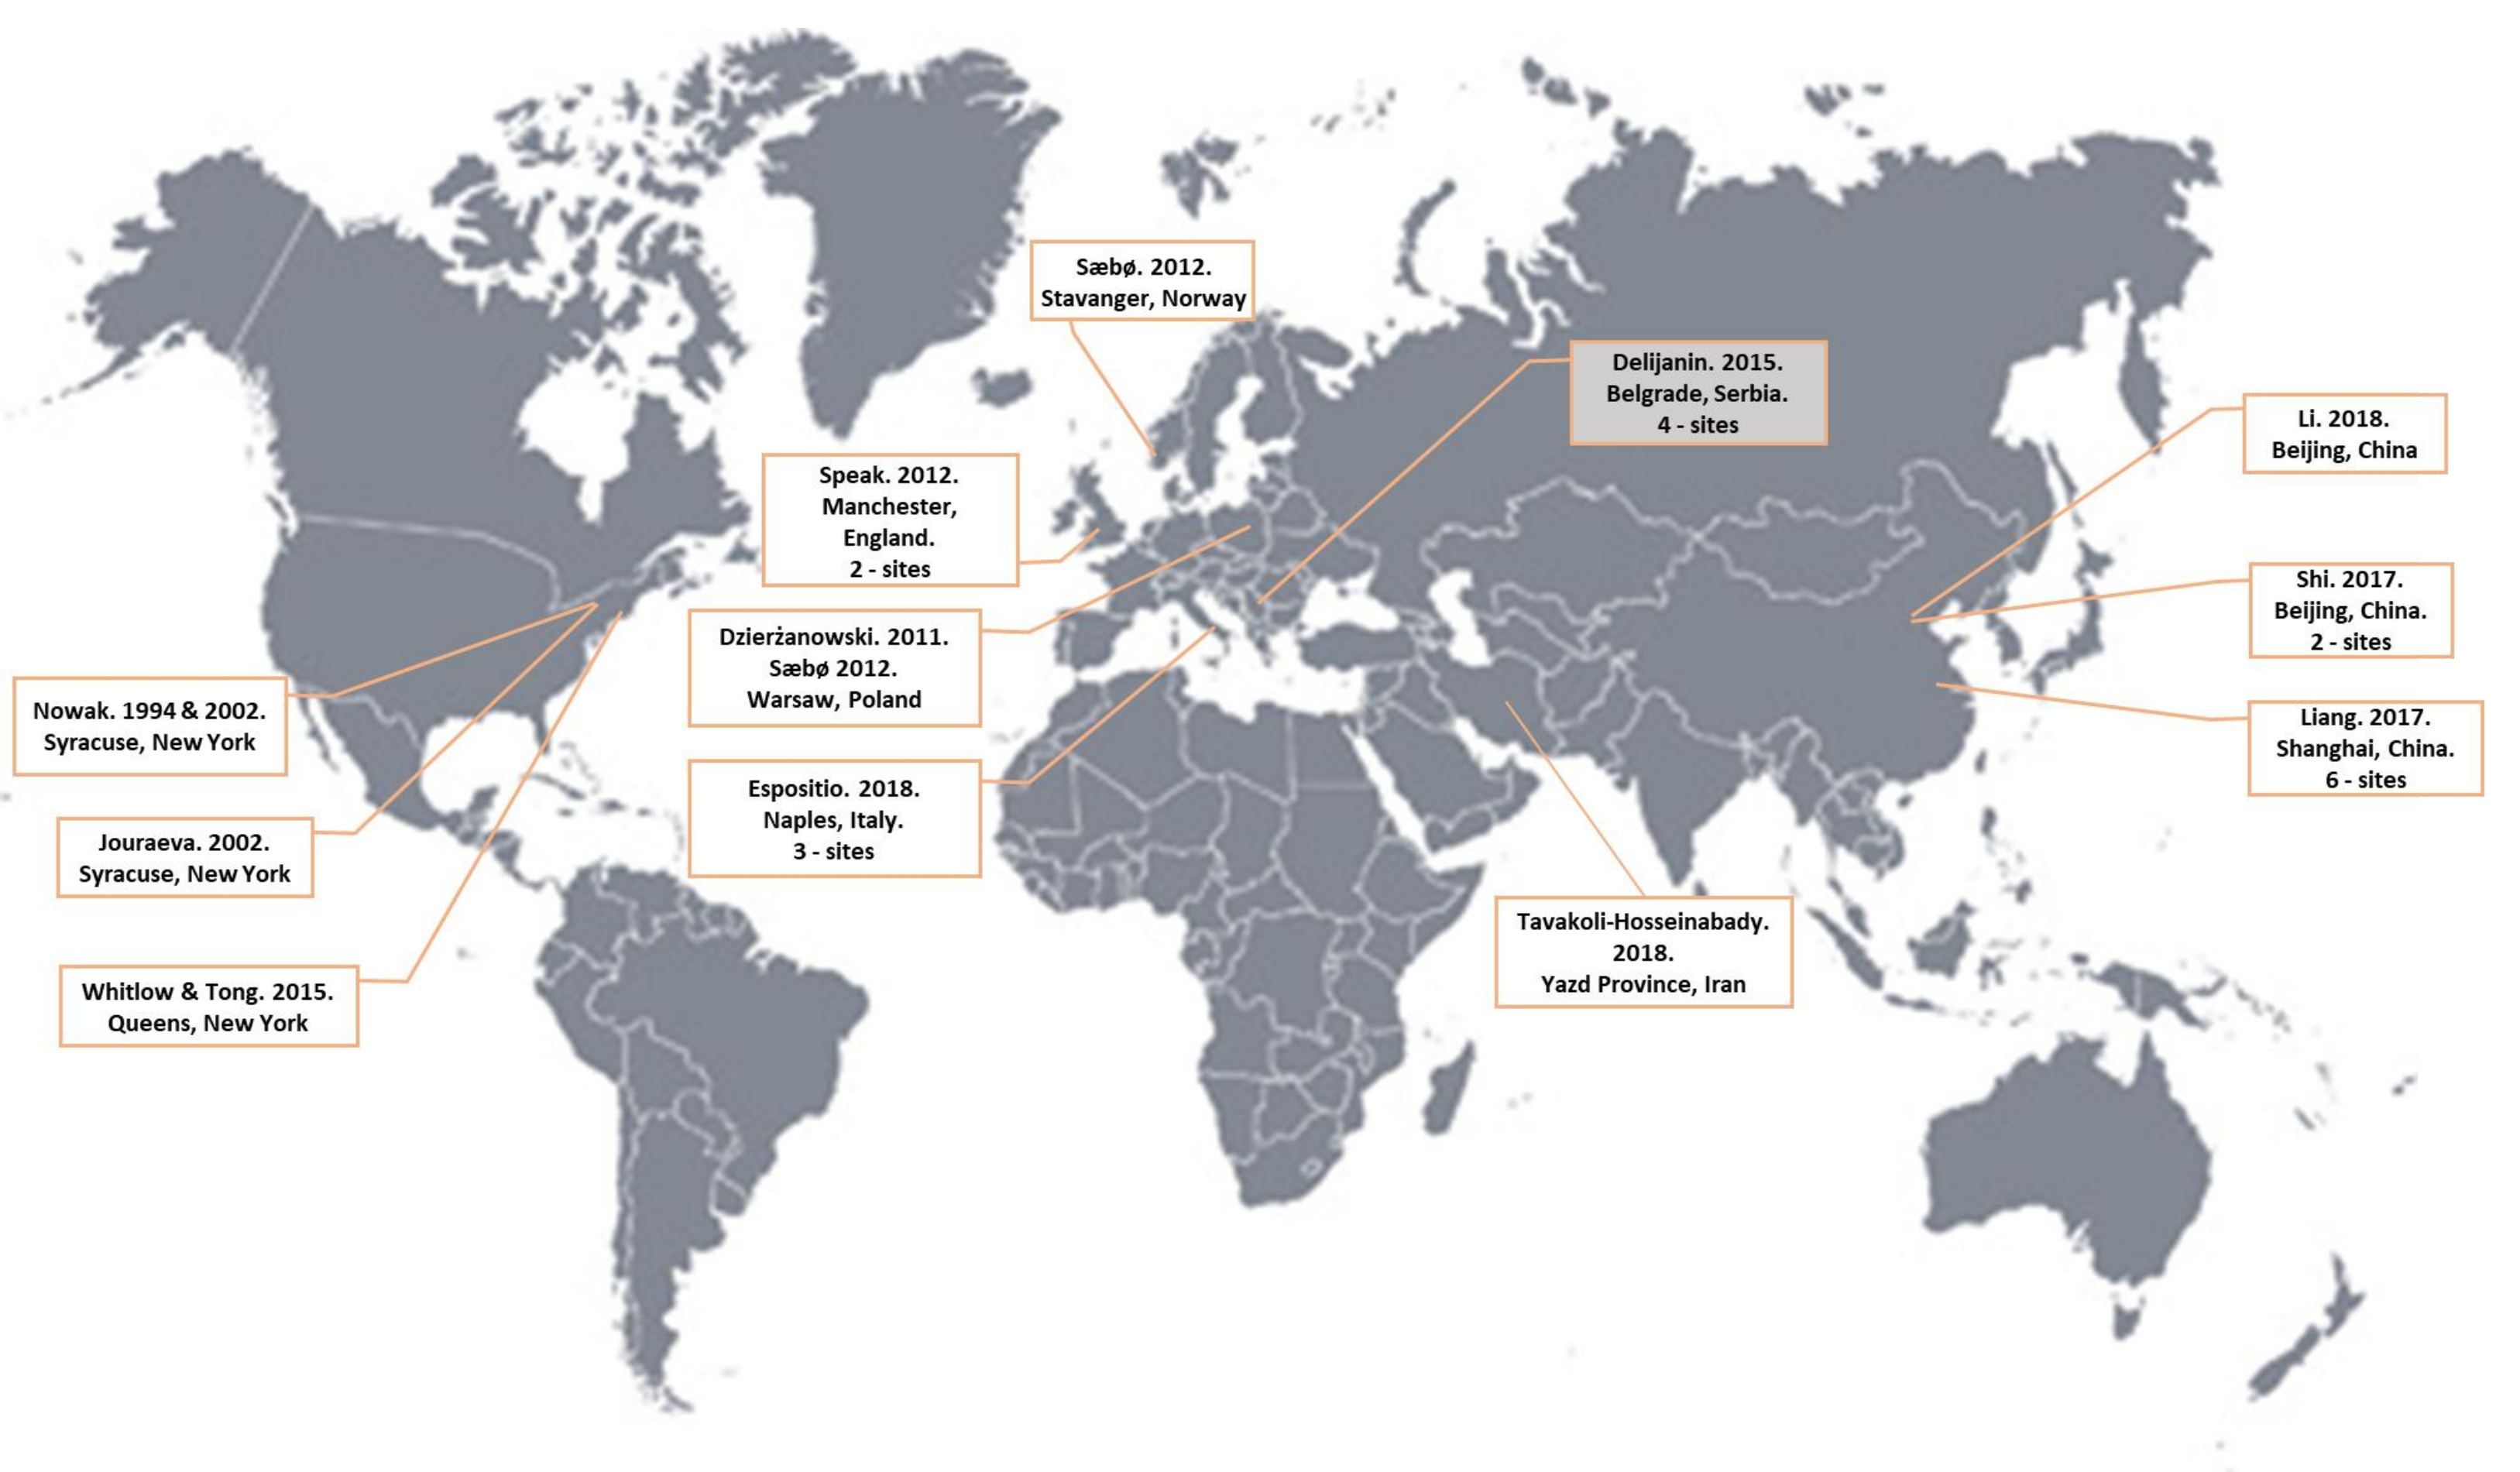 Sæbø. 2012.
Stavanger, Norway
Delijanin. 2015.
Belgrade, Serbia.
4 - sites
Li. 2018.
Beijing, China
Speak. 2012.
Manchester,
England.
2 - sites
Shi. 2017.
Beijing, China.
2 - sites
Dzierżanowski. 2011.
Sæbø 2012.
Warsaw, Poland
Nowak. 1994 & 2002.
Syracuse, New York
Liang. 2017.
Shanghai, China.
6 - sites
Espositio. 2018.
Naples, Italy.
3 - sites
Jouraeva. 2002.
Syracuse, New York
Tavakoli-Hosseinabady.
2018.
Yazd Province, Iran
Whitlow & Tong. 2015.
Queens, New York